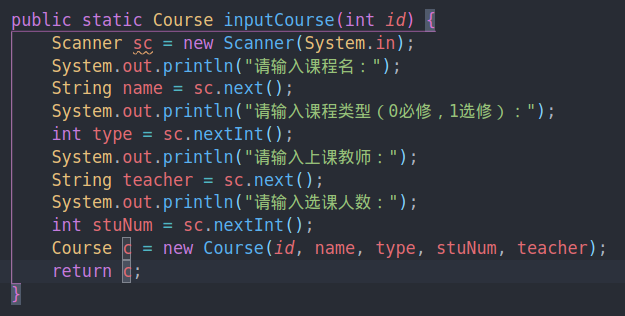 public static Course inputCourse(int id) {
    Scanner sc = new Scanner(System.in);
    System.out.println("请输入课程名：");
    String name = sc.next();
    System.out.println("请输入课程类型（0必修，1选修）：");
    int type = sc.nextInt();
    System.out.println("请输入上课教师：");
    String teacher = sc.next();
    System.out.println("请输入选课人数：");
    int stuNum = sc.nextInt();
    Course c = new Course(id, name, type, stuNum, teacher);
    return c;
}